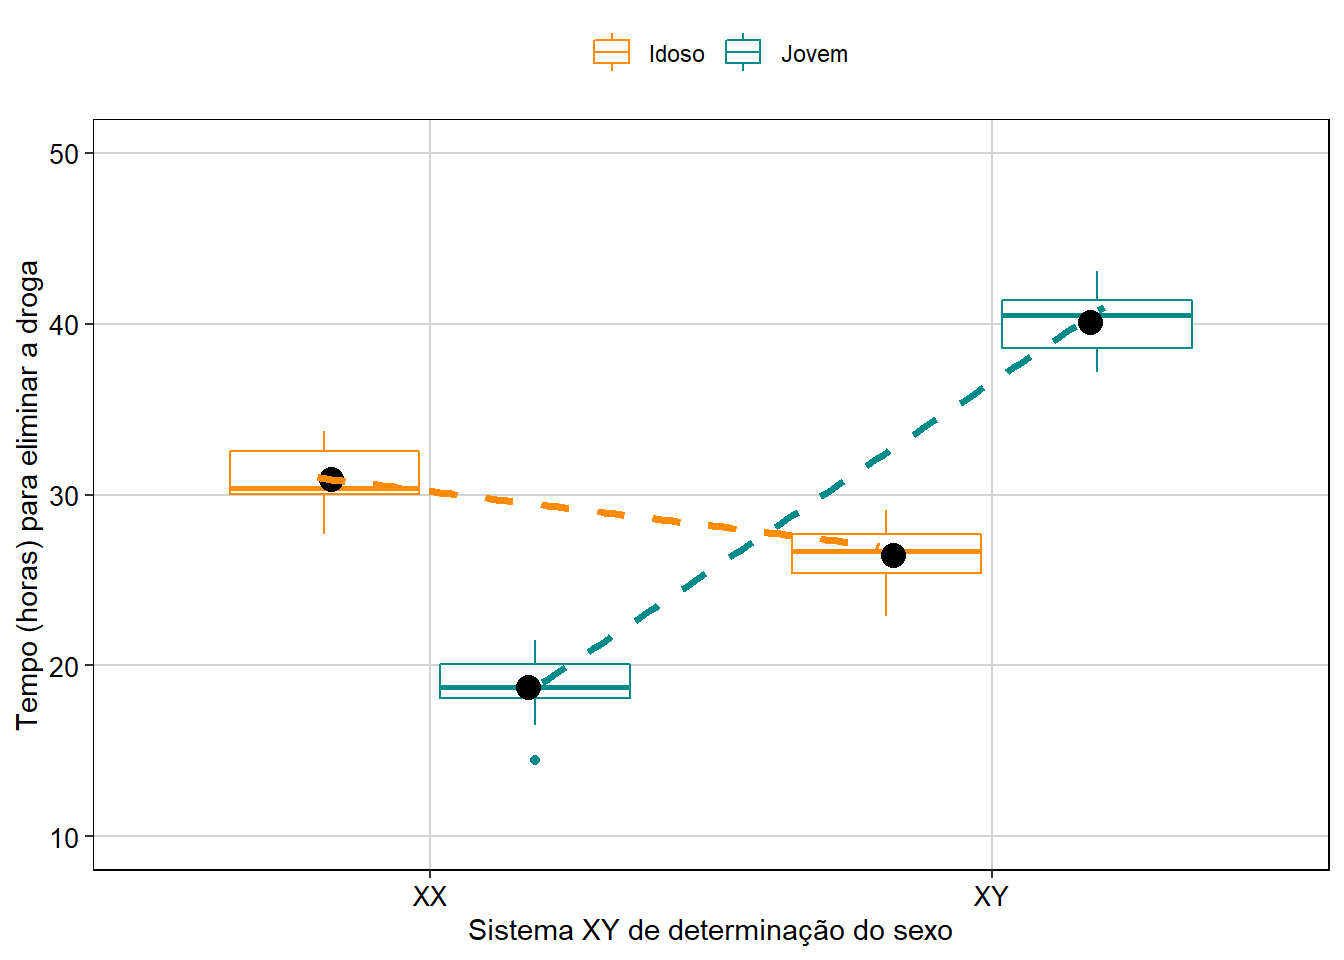 Idoso Jovem
Tempo (horas) para eliminar a droga
50
40
30
20
10
XX XY
Sistema XY de determinação do sexo